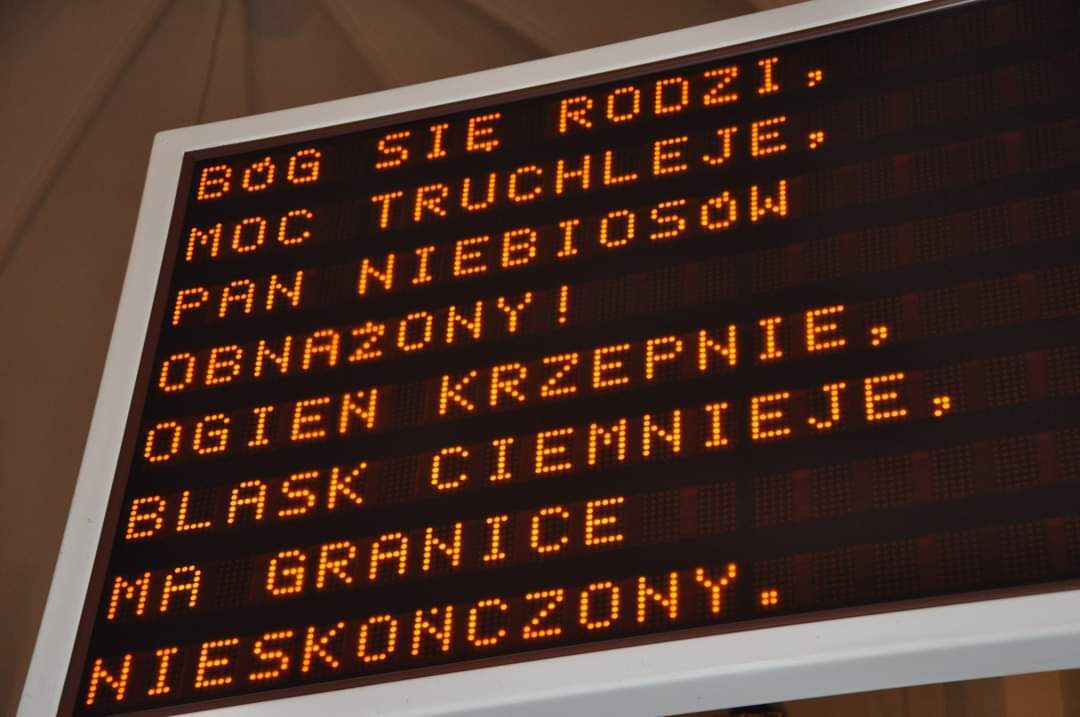 BÓG SIĘ RODZI,
MOC TRUCHLEJE,
PAN NIEBIOSÓW
OBNAŻONY!
OGIEŃ KRZEPNIE,
BLASK CIEMNIEJE,
MA GRANICE
NIESKOŃCZONY.